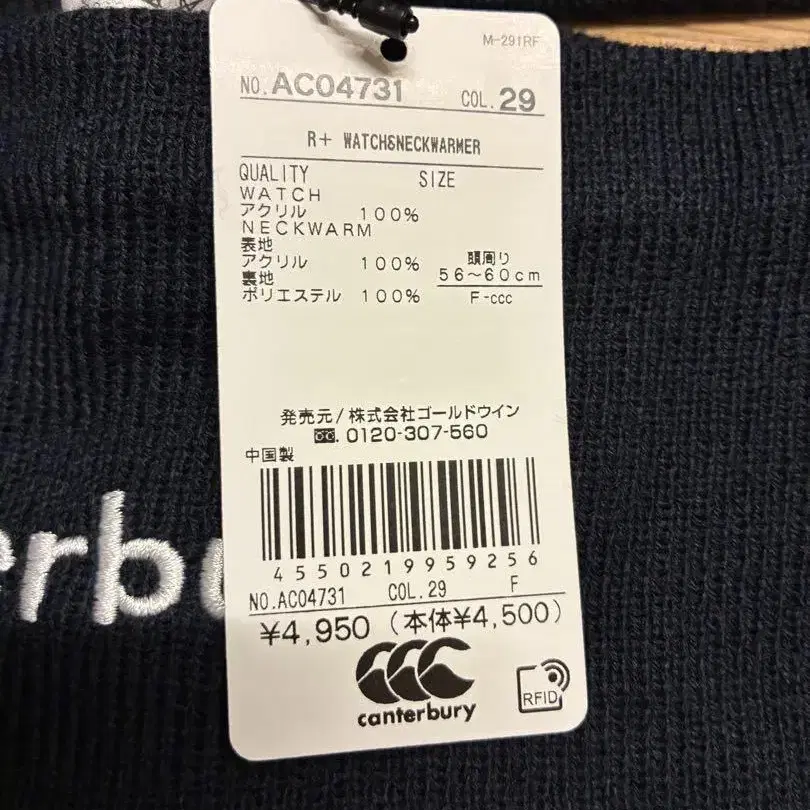 M-291RF
NO. AC04731 COL. 29
R+ WATCH&NECKWARMER
QUALITY SIZE
WATCH
アクリル 100%
NECKWARM
表地
アクリル 100% 頭周り
裏地 56～60cm
ポリエステル 100% F-ccc
発売元/株式会社ゴールドウイン
0120-307-560
中国製
4550219959256
NO.AC04731 COL.29 F
¥4,950 (本体¥4,500)
canterbury
RFID
erbu